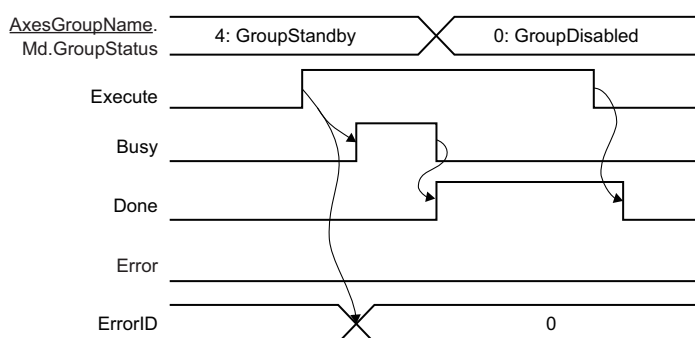 AxesGroupName.
Md.GroupStatus
4: GroupStandby
0: GroupDisabled
Execute
Busy
Done
Error
ErrorID
0